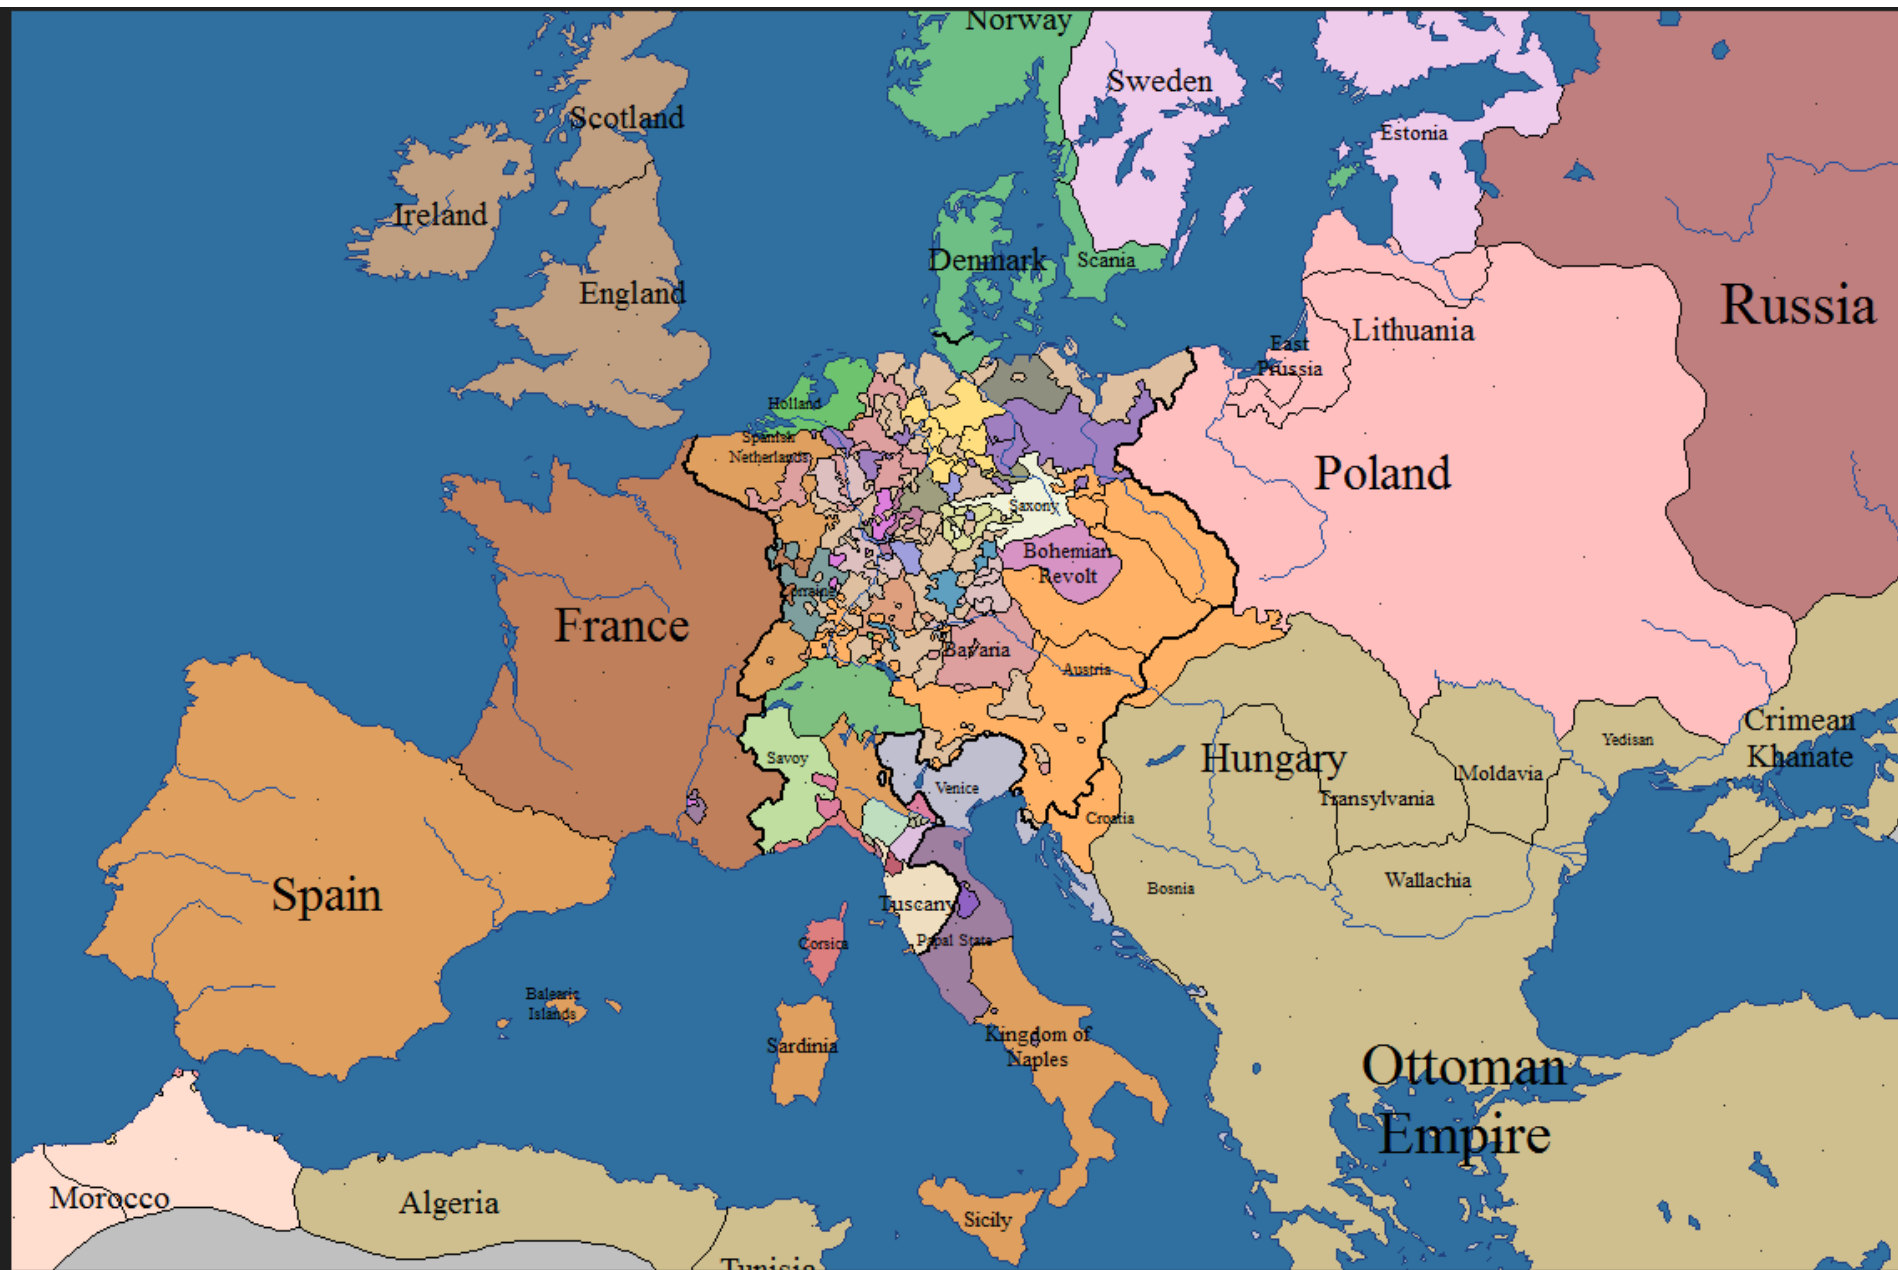 Norway
Sweden
Scotland
Estonia
Ireland
Denmark
Scania
England
Russia
Lithuania
East
Prussia
Holland
Spanish
Netherlands
Poland
Saxony
Bohemian
Revolt
Lorraine
France
Bavaria
Austria
Crimean
Khanate
Yedisan
Savoy
Hungary
Moldavia
Venice
Transylvania
Croatia
Spain
Bosnia
Wallachia
Tuscany
Corsica
Papal State
Balearic
Islands
Sardinia
Kingdom of
Naples
Ottoman
Empire
Morocco
Algeria
Sicily
Tunisia